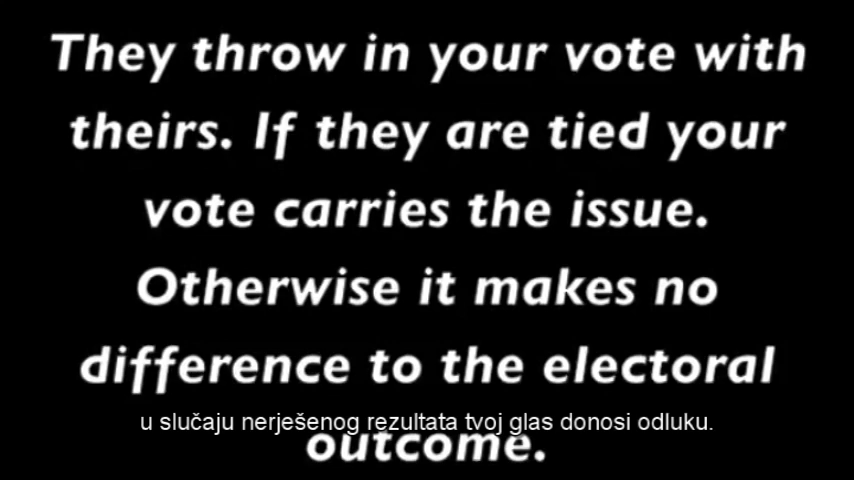 They throw in your vote with
theirs. If they are tied your
vote carries the issue.
Otherwise it makes no
difference to the electoral
u slučaju nerješenog rezultata tvoj glas donosi odluku.
outcome.